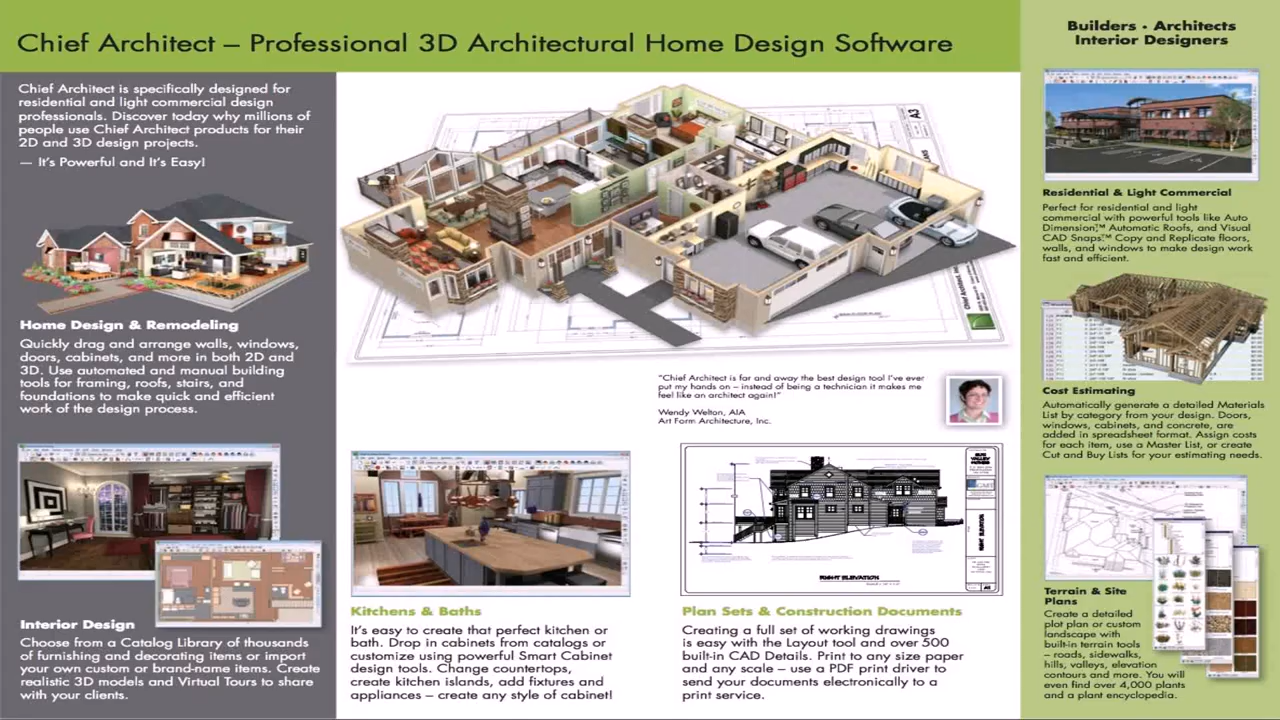 Chief Architect – Professional 3D Architectural Home Design Software
Builders · Architects
Interior Designers
Chief Architect is specifically designed for
residential and light commercial design
professionals. Discover today why millions of
people use Chief Architect products for their
2D and 3D design projects.
— It's Powerful and It's Easy!
Home Design & Remodeling
Quickly drag and arrange walls, windows,
doors, cabinets, and more in both 2D and
3D. Use automated and manual building
tools for framing, roofs, stairs, and
foundations to make quick and efficient
work of the design process.
Interior Design
Choose from a Catalog Library of thousands
of furnishing and decorating items or import
your own custom or brand-name items. Create
realistic 3D models and Virtual Tours to share
with your clients.
A3
Chief Architect
"Chief Architect is far and away the best design tool I've ever
put my hands on – instead of being a technician it makes me
feel like an architect again!"
Wendy Welton, AIA
Art Form Architecture, Inc.
Kitchens & Baths
It's easy to create that perfect kitchen or
bath. Drop in cabinets from catalogs or
customize using powerful Smart Cabinet
design tools. Change countertops,
create kitchen islands, add fixtures and
appliances – create any style of cabinet!
RIGHT ELEVATION
Plan Sets & Construction Documents
Creating a full set of working drawings
is easy with the Layout tool and over 500
built-in CAD Details. Print to any size paper
and any scale – use a PDF print driver to
send your documents electronically to a
print service.
Residential & Light Commercial
Perfect for residential and light
commercial with powerful tools like Auto
Dimension,™ Automatic Roofs, and Visual
CAD Snaps.™ Copy and Replicate floors,
walls, and windows to make design work
fast and efficient.
Cost Estimating
Automatically generate a detailed Materials
List by category from your design. Doors,
windows, cabinets, and concrete, are
added in spreadsheet format. Assign costs
for each item, use a Master List, or create
Cut and Buy Lists for your estimating needs.
Terrain & Site
Plans
Create a detailed
plot plan or custom
landscape with
built-in terrain tools
– roads, sidewalks,
hills, valleys, elevation
contours and more. You will
even find over 4,000 plants
and a plant encyclopedia.